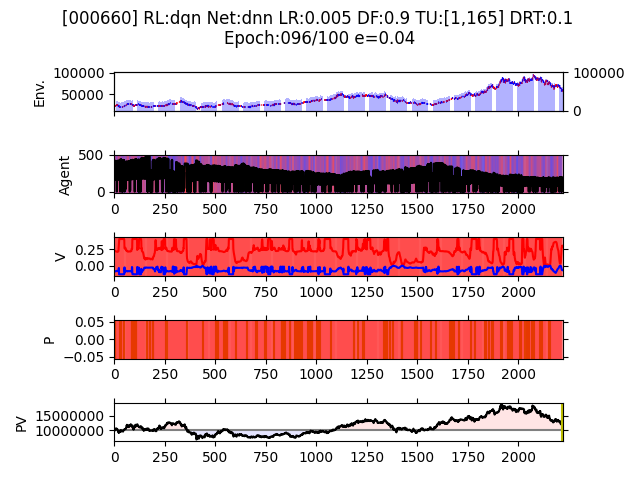 [000660] RL:dqn Net:dnn LR:0.005 DF:0.9 TU:[1,165] DRT:0.1
Epoch:096/100 e=0.04
Env.
100000
50000
100000
0
Agent
500
0
0 250 500 750 1000 1250 1500 1750 2000
V
0.25
0.00
0 250 500 750 1000 1250 1500 1750 2000
P
0.05
0.00
−0.05
0 250 500 750 1000 1250 1500 1750 2000
PV
15000000
10000000
0 250 500 750 1000 1250 1500 1750 2000